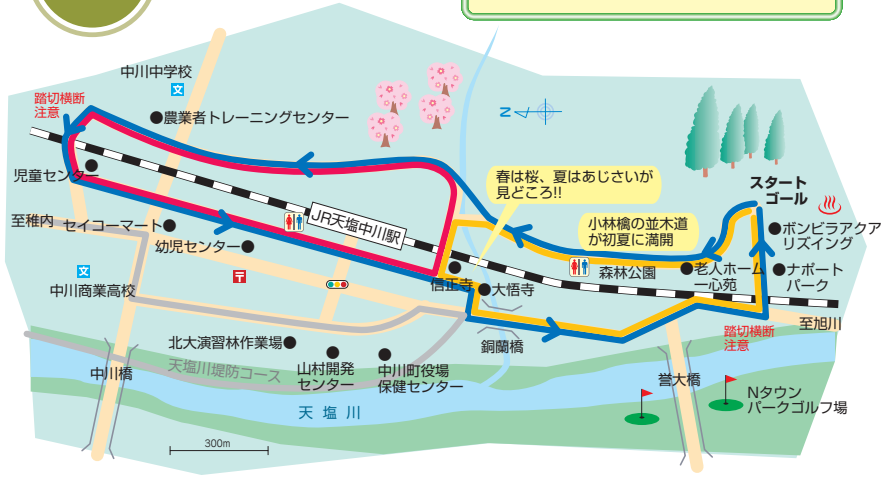 中川中学校
文
踏切横断
注意
農業者トレーニングセンター
児童センター
至稚内
セイコーマート
幼児センター
文
中川商業高校
JR天塩中川駅
N
春は桜、夏はあじさいが
見どころ!!
小林檎の並木道
が初夏に満開
スタート
ゴール
ポンピラアクア
リズイング
森林公園
老人ホーム
一心苑
ナポート
パーク
信正寺
大悟寺
踏切横断
注意
至旭川
北大演習林作業場
山村開発
センター
中川町役場
保健センター
銅蘭橋
誉大橋
中川橋
天塩川堤防コース
天塩川
Nタウン
パークゴルフ場
300m